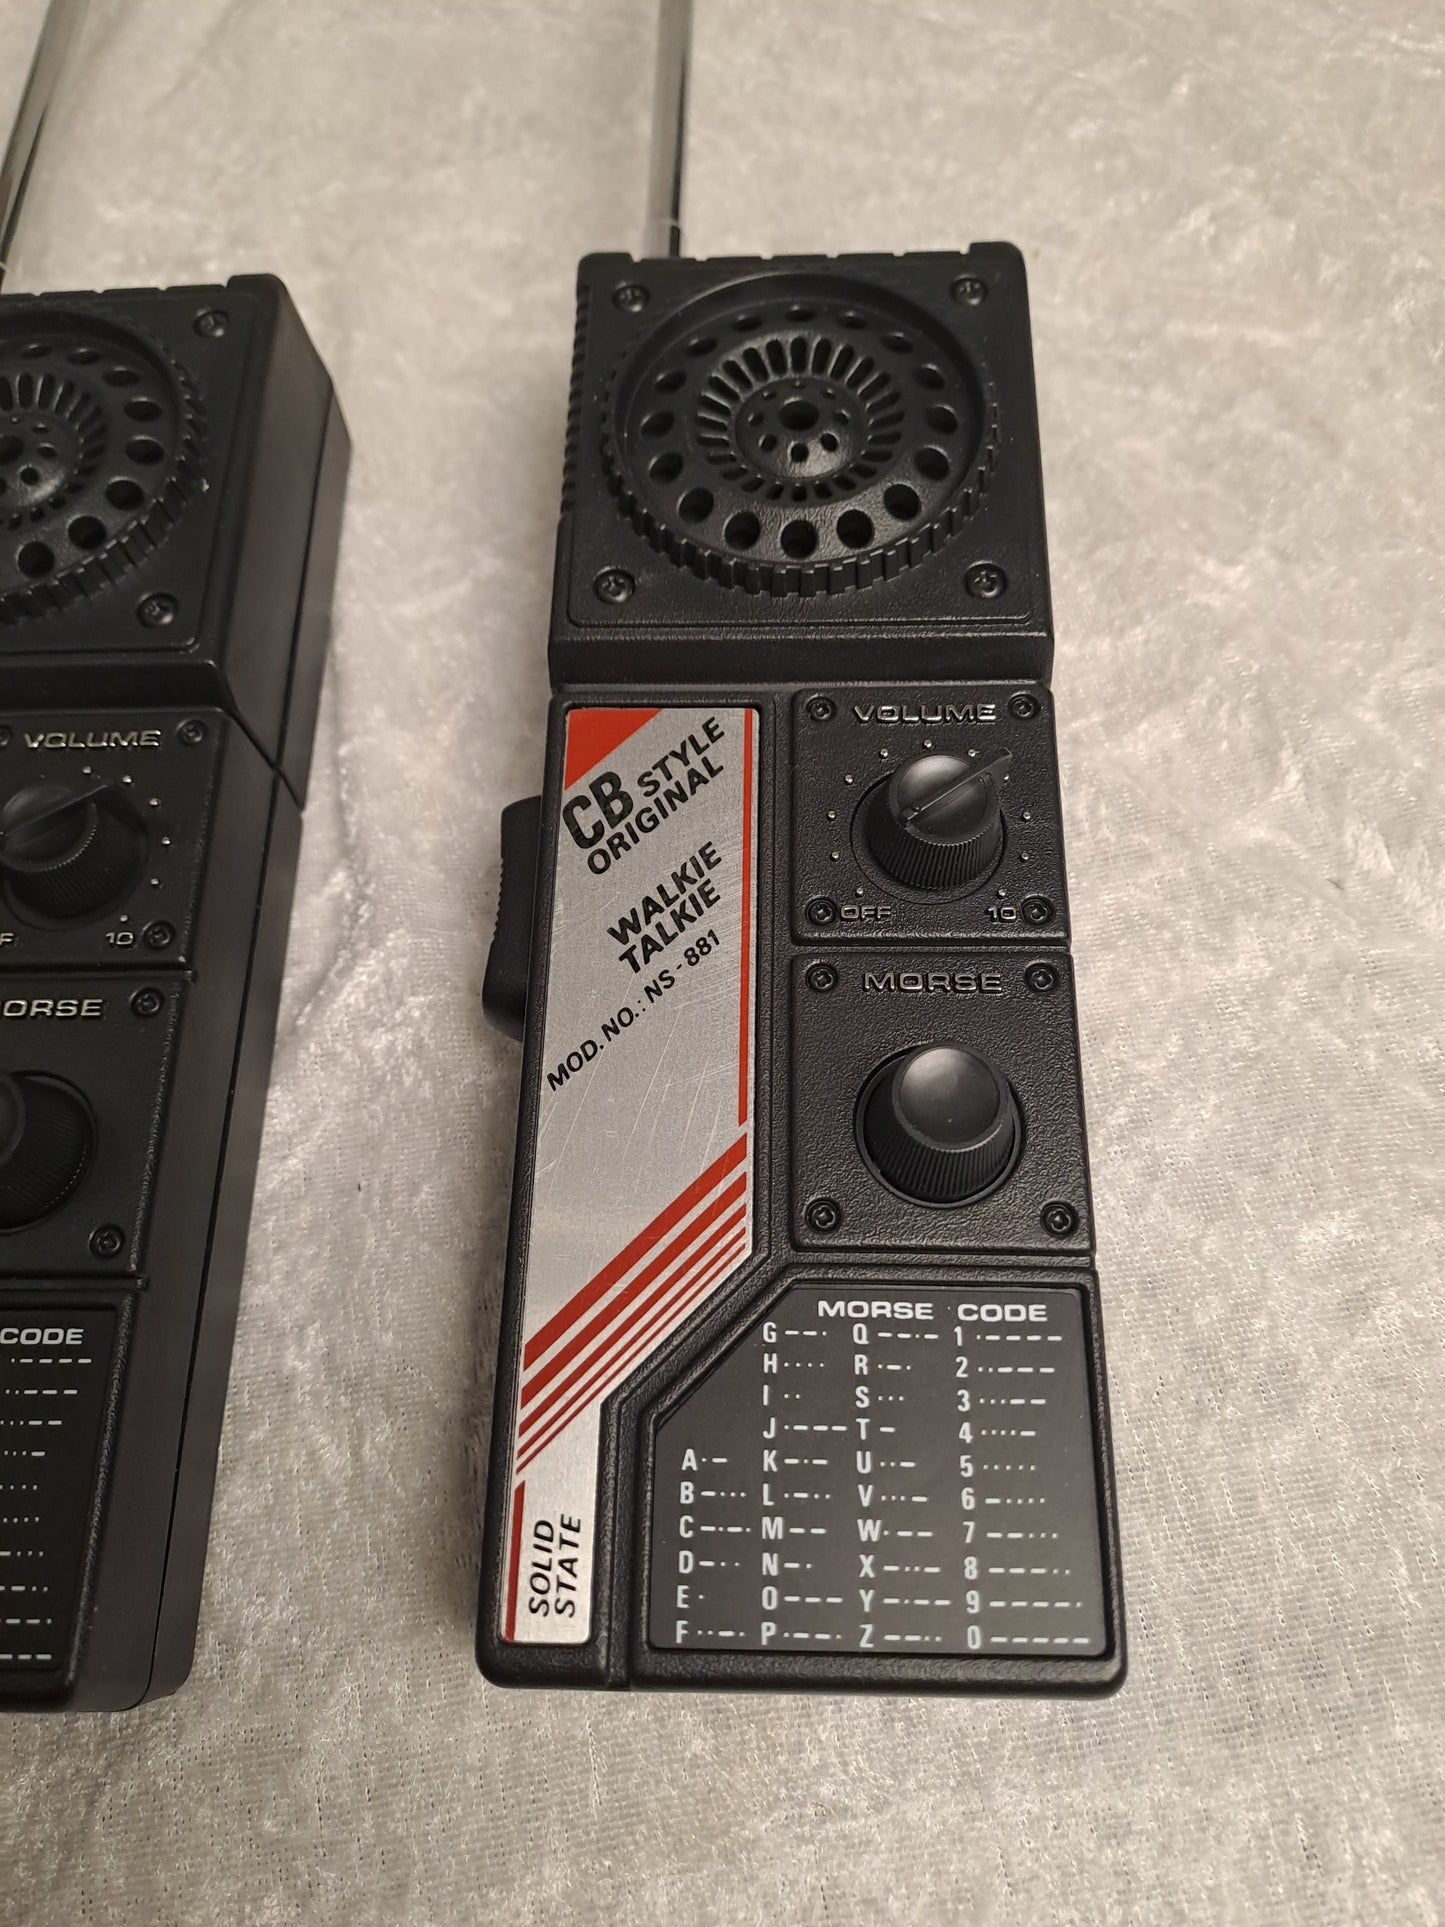 VOLUME
10
CODE
CB STYLE
ORIGINAL
WALKIE
TALKIE
MOD. NO.: NS-881
SOLID
STATE
VOLUME
OFF 10
MORSE
MORSE CODE
G --· Q --·- 1 ·----
H ···· R ·-· 2 ··---
I ·· S ··· 3 ···--
J ·--- T - 4 ····-
A ·- K -·- U ··- 5 ·····
B -··· L ·-·· V ···- 6 -····
C -·-· M -- W ·-- 7 --···
D -·· N -· X -··- 8 ---··
E · O --- Y -·-- 9 ----·
F ··-· P ·--· Z --·· 0 -----